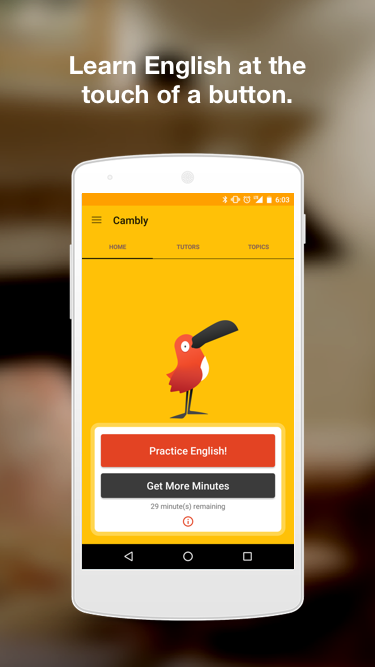 Learn English at the
touch of a button.
6:03
Cambly
HOME TUTORS TOPICS
Practice English!
Get More Minutes
29 minute(s) remaining